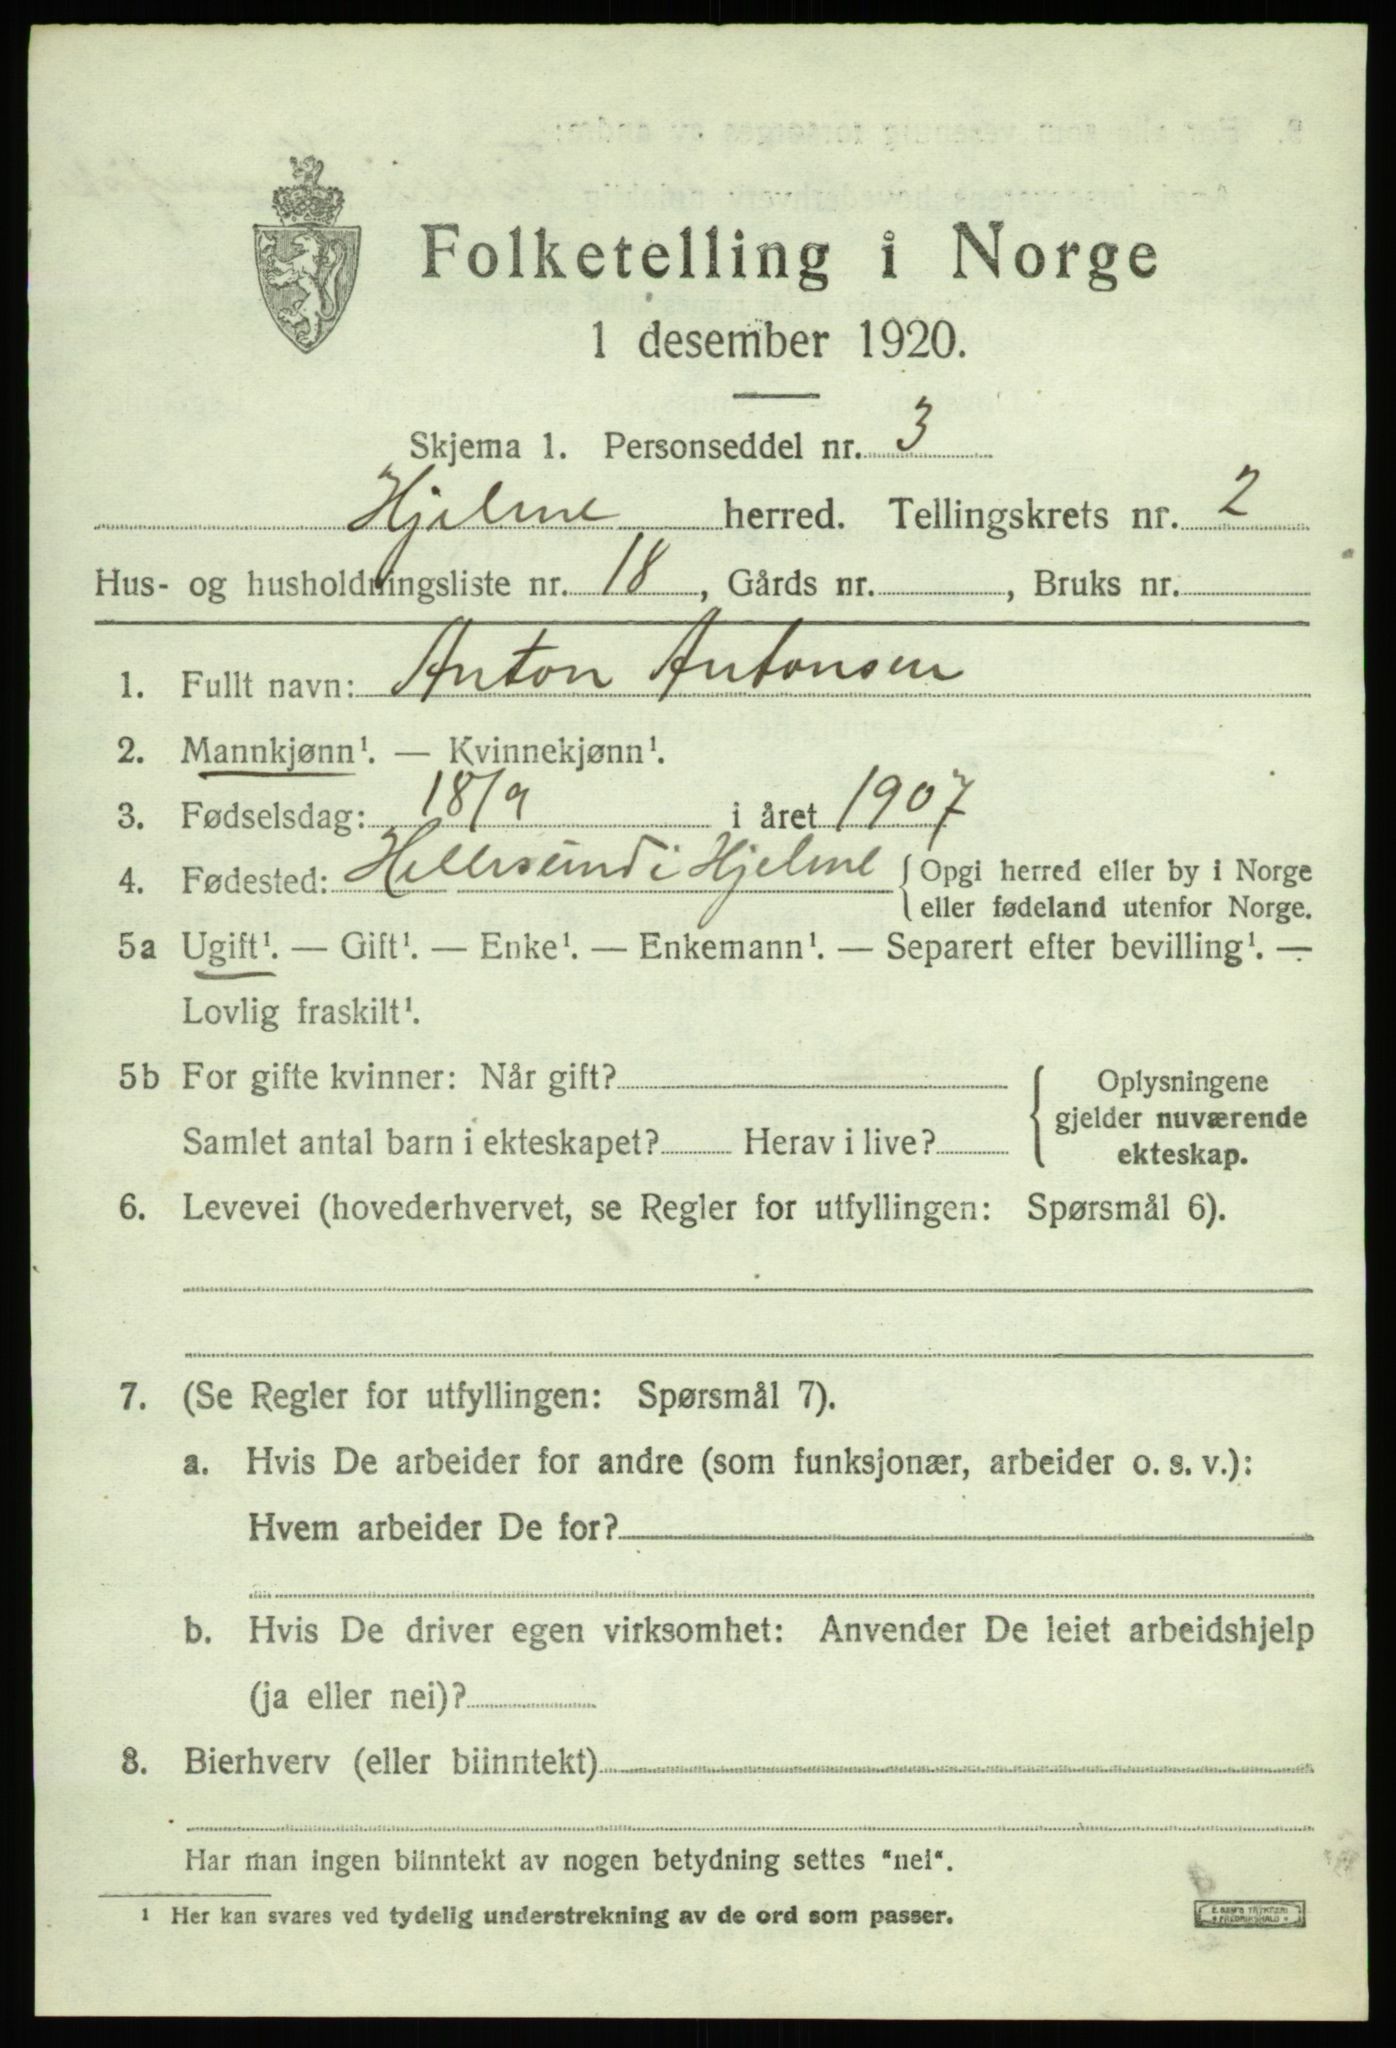 Folketelling i Norge
1 desember 1920.
Skjema 1. Personseddel nr. 3
Hjelme herred. Tellingskrets nr. 2
Hus- og husholdningsliste nr. 18, Gårds nr. , Bruks nr.
1. Fullt navn: Anton Antonsen
2. Mannkjønn¹. — Kvinnekjønn¹.
3. Fødselsdag: 18/9 i året 1907
4. Fødested: Hellesund i Hjelme { Opgi herred eller by i Norge
eller fødeland utenfor Norge.
5a Ugift¹. — Gift¹. — Enke¹. — Enkemann¹. — Separert efter bevilling¹. —
Lovlig fraskilt¹.
5b For gifte kvinner: Når gift? { Oplysningene
gjelder nuværende
Samlet antal barn i ekteskapet? Herav i live?
ekteskap.
6. Levevei (hovederhvervet, se Regler for utfyllingen: Spørsmål 6).
7. (Se Regler for utfyllingen: Spørsmål 7).
a. Hvis De arbeider for andre (som funksjonær, arbeider o. s. v.):
Hvem arbeider De for?
b. Hvis De driver egen virksomhet: Anvender De leiet arbeidshjelp
(ja eller nei)?
8. Bierhverv (eller biinntekt)
Har man ingen biinntekt av nogen betydning settes "nei".
¹ Her kan svares ved tydelig understrekning av de ord som passer.
FREDRIKSHALD